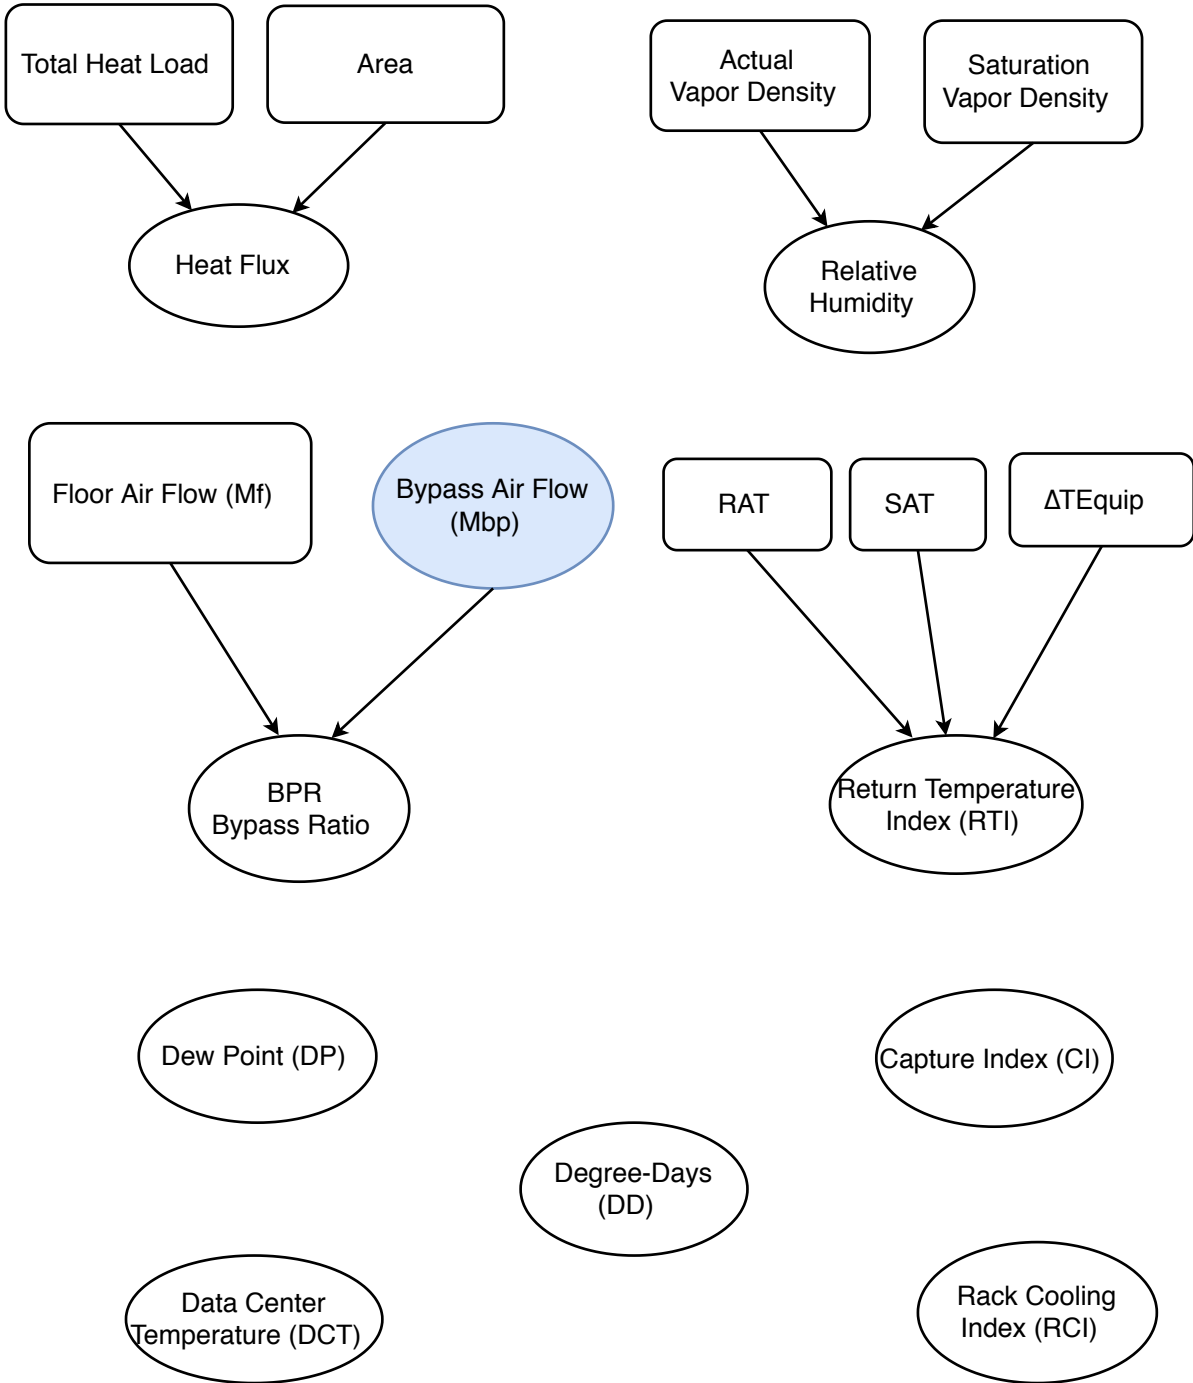 Total Heat Load
Area
Actual
Vapor Density
Saturation
Vapor Density
Heat Flux
Relative
Humidity
Floor Air Flow (Mf)
Bypass Air Flow
(Mbp)
RAT
SAT
ΔTEquip
BPR
Bypass Ratio
Return Temperature
Index (RTI)
Dew Point (DP)
Capture Index (CI)
Degree-Days
(DD)
Data Center
Temperature (DCT)
Rack Cooling
Index (RCI)